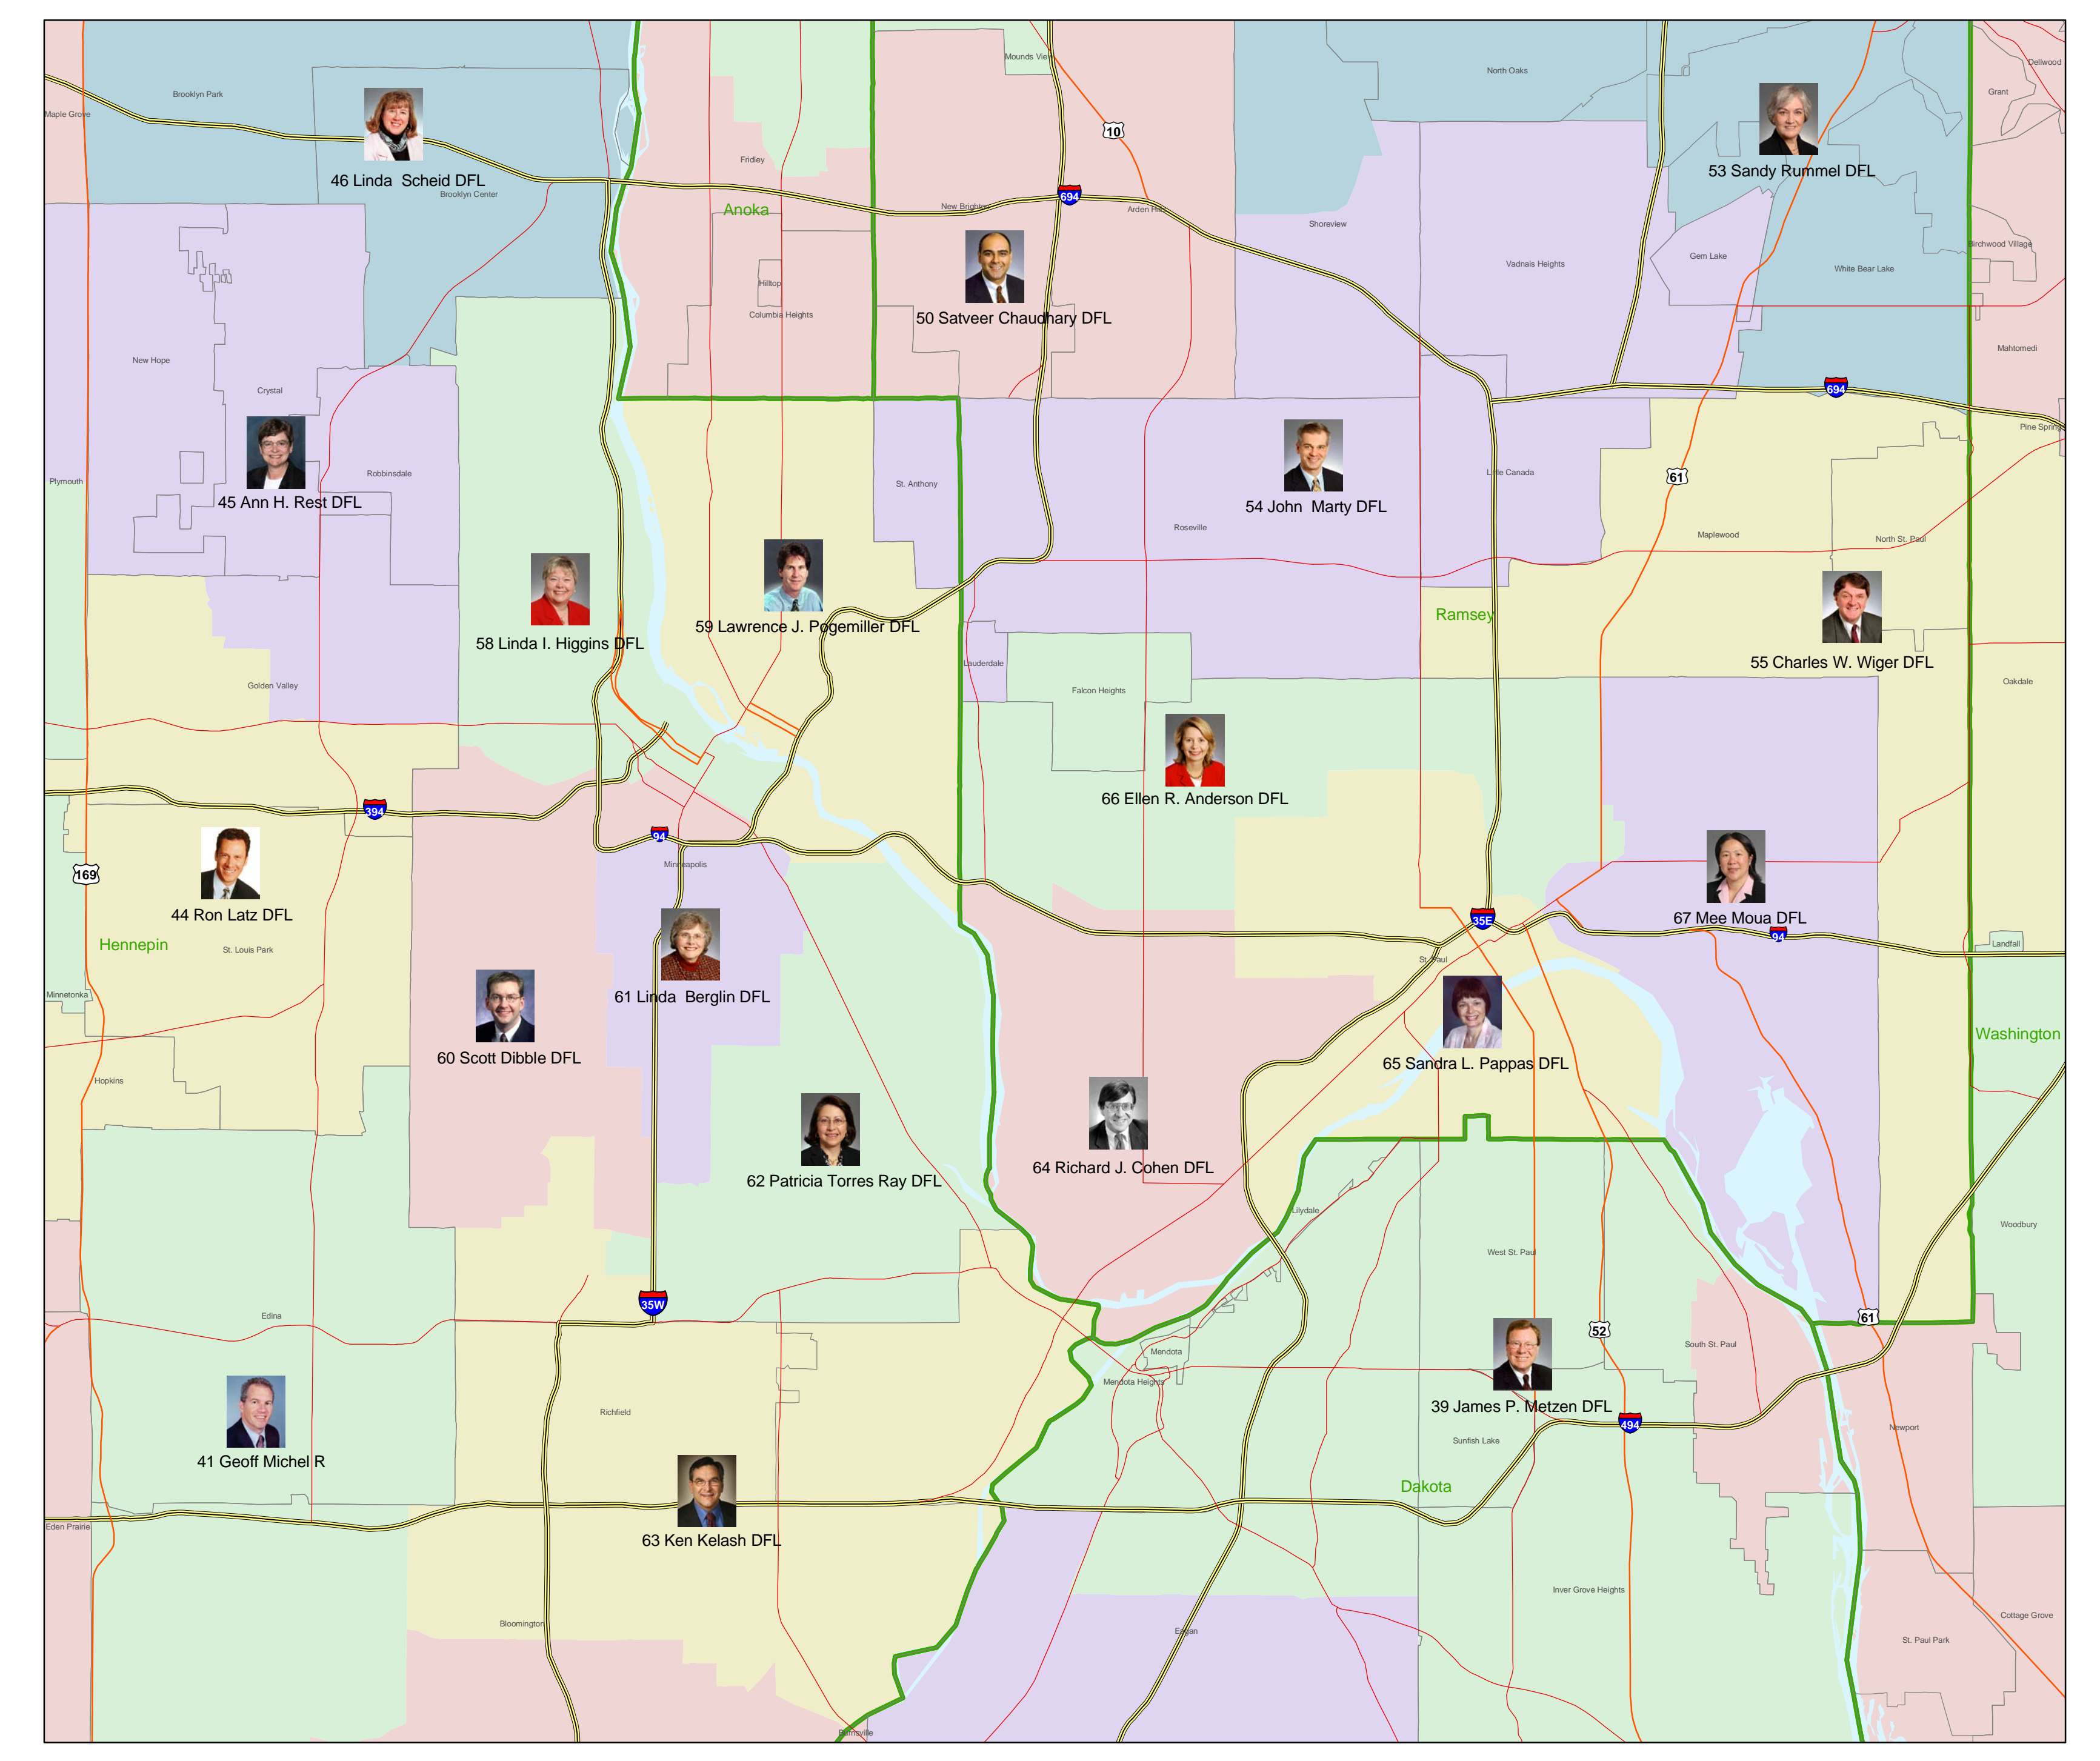 Mounds View
Dellwood
North Oaks
Grant
Brooklyn Park
Maple Grove
10
Fridley
53 Sandy Rummel DFL
46 Linda  Scheid DFL
Brooklyn Center
694
New Brighton
Arden Hills
Anoka
Shoreview
Birchwood Village
Gem Lake
Vadnais Heights
White Bear Lake
Hilltop
Columbia Heights
50 Satveer Chaudhary DFL
Mahtomedi
New Hope
Crystal
694
Pine Springs
Robbinsdale
Little Canada
61
Plymouth
St. Anthony
45 Ann H. Rest DFL
54 John  Marty DFL
Roseville
Maplewood
North St. Paul
Ramsey
59 Lawrence J. Pogemiller DFL
58 Linda I. Higgins DFL
Lauderdale
55 Charles W. Wiger DFL
Golden Valley
Falcon Heights
Oakdale
66 Ellen R. Anderson DFL
394
94
Minneapolis
169
44 Ron Latz DFL
35E
67 Mee Moua DFL
94
Hennepin
St. Louis Park
Landfall
St. Paul
Minnetonka
61 Linda  Berglin DFL
Washington
60 Scott Dibble DFL
65 Sandra L. Pappas DFL
Hopkins
64 Richard J. Cohen DFL
62 Patricia Torres Ray DFL
Lilydale
Woodbury
West St. Paul
35W
Edina
61
52
South St. Paul
Mendota
Mendota Heights
39 James P. Metzen DFL
Richfield
494
Newport
Sunfish Lake
41 Geoff Michel R
Dakota
Eden Prairie
63 Ken Kelash DFL
Inver Grove Heights
Cottage Grove
Bloomington
Eagan
St. Paul Park
Burnsville